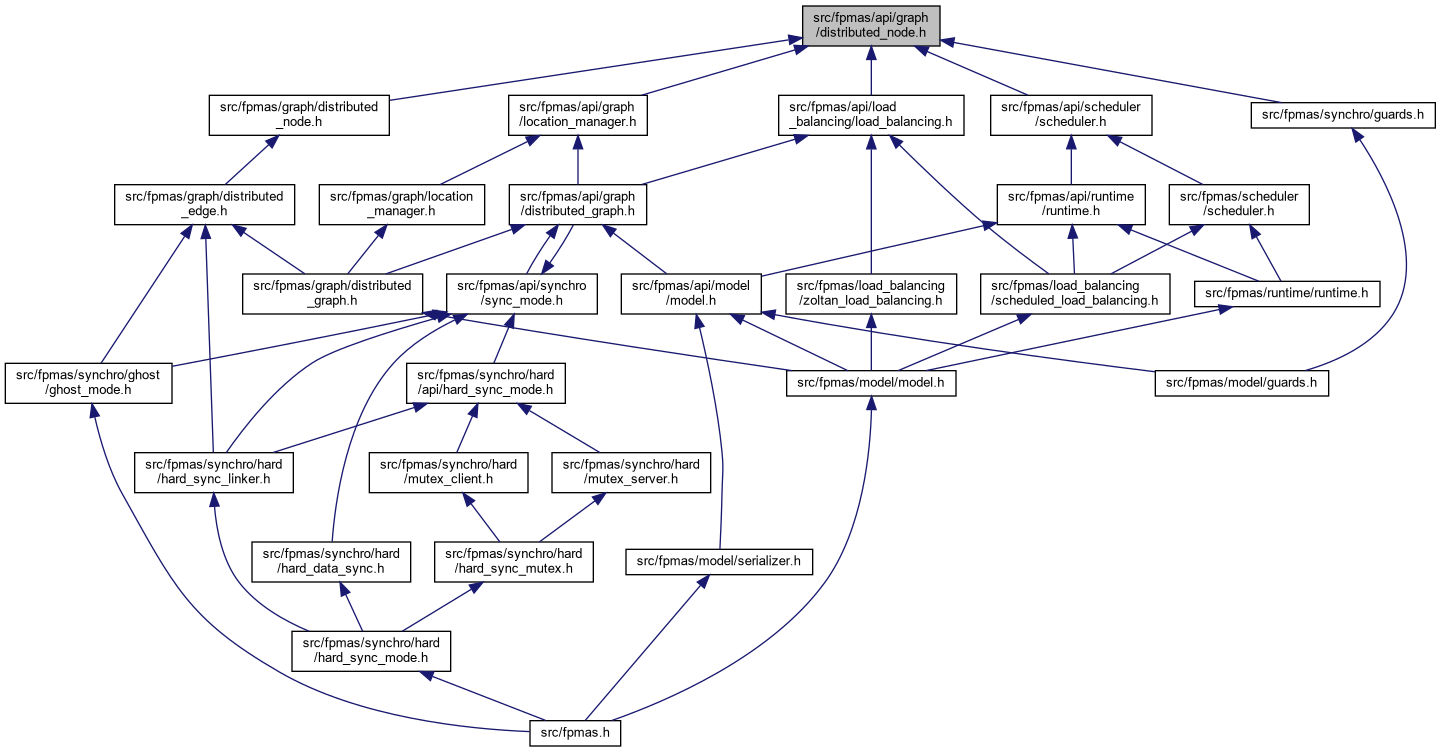 src/fpmas/api/graph
/distributed_node.h
src/fpmas/graph/distributed
_node.h
src/fpmas/api/graph
/location_manager.h
src/fpmas/api/load
_balancing/load_balancing.h
src/fpmas/api/scheduler
/scheduler.h
src/fpmas/synchro/guards.h
src/fpmas/graph/distributed
_edge.h
src/fpmas/graph/location
_manager.h
src/fpmas/api/graph
/distributed_graph.h
src/fpmas/api/runtime
/runtime.h
src/fpmas/scheduler
/scheduler.h
src/fpmas/graph/distributed
_graph.h
src/fpmas/api/synchro
/sync_mode.h
src/fpmas/api/model
/model.h
src/fpmas/load_balancing
/zoltan_load_balancing.h
src/fpmas/load_balancing
/scheduled_load_balancing.h
src/fpmas/runtime/runtime.h
src/fpmas/synchro/ghost
/ghost_mode.h
src/fpmas/synchro/hard
/api/hard_sync_mode.h
src/fpmas/model/model.h
src/fpmas/model/guards.h
src/fpmas/synchro/hard
/hard_sync_linker.h
src/fpmas/synchro/hard
/mutex_client.h
src/fpmas/synchro/hard
/mutex_server.h
src/fpmas/synchro/hard
/hard_data_sync.h
src/fpmas/synchro/hard
/hard_sync_mutex.h
src/fpmas/model/serializer.h
src/fpmas/synchro/hard
/hard_sync_mode.h
src/fpmas.h